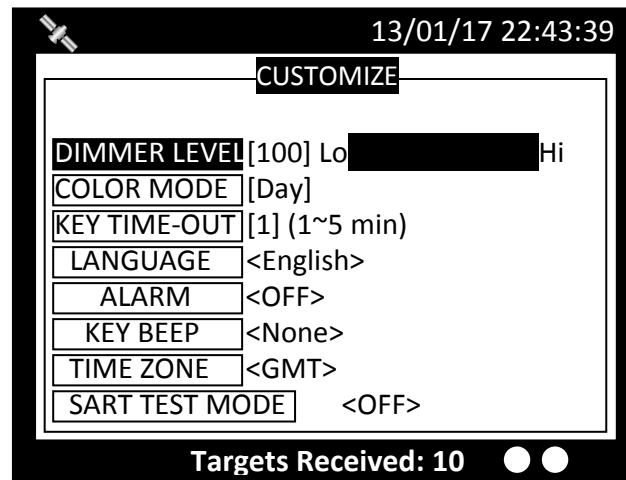 13/01/17 22:43:39
CUSTOMIZE
DIMMER LEVEL [100] Lo Hi
COLOR MODE [Day]
KEY TIME-OUT [1] (1~5 min)
LANGUAGE <English>
ALARM <OFF>
KEY BEEP <None>
TIME ZONE <GMT>
SART TEST MODE <OFF>
Targets Received: 10